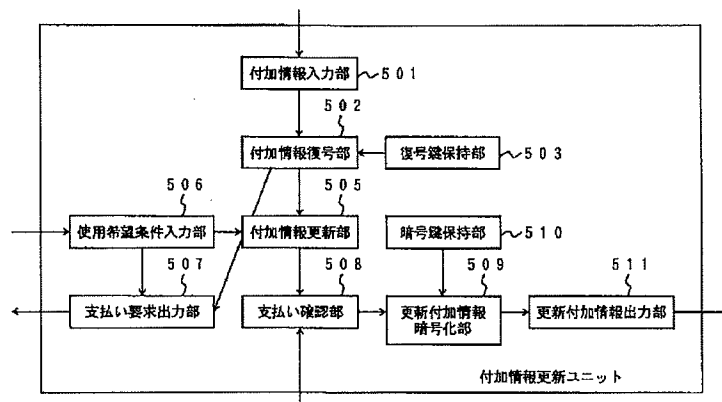 付加情報入力部
501
502
付加情報復号部
復号鍵保持部
503
506
505
使用希望条件入力部
付加情報更新部
暗号鍵保持部
510
507
508
509
511
支払い要求出力部
支払い確認部
更新付加情報
暗号化部
更新付加情報出力部
付加情報更新ユニット